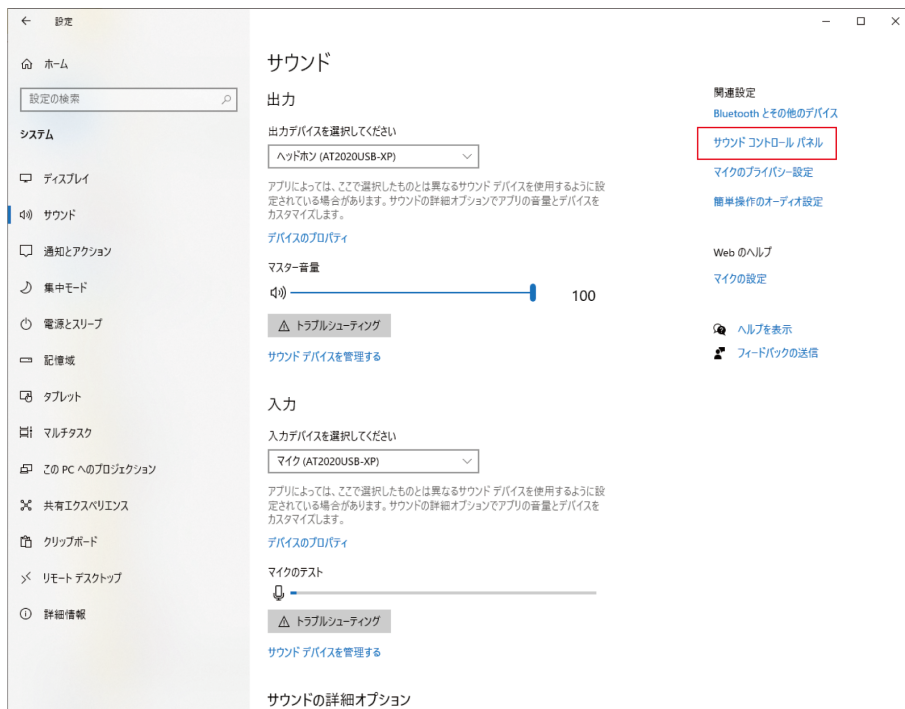 設定
ホーム
設定の検索
システム
ディスプレイ
サウンド
通知とアクション
集中モード
電源とスリープ
記憶域
タブレット
マルチタスク
この PC へのプロジェクション
共有エクスペリエンス
クリップボード
リモート デスクトップ
詳細情報
サウンド
出力
出力デバイスを選択してください
ヘッドホン (AT2020USB-XP)
アプリによっては、ここで選択したものとは異なるサウンド デバイスを使用するように設
定されている場合があります。サウンドの詳細オプションでアプリの音量とデバイスを
カスタマイズします。
デバイスのプロパティ
マスター音量
100
トラブルシューティング
サウンド デバイスを管理する
入力
入力デバイスを選択してください
マイク (AT2020USB-XP)
アプリによっては、ここで選択したものとは異なるサウンド デバイスを使用するように設
定されている場合があります。サウンドの詳細オプションでアプリの音量とデバイスを
カスタマイズします。
デバイスのプロパティ
マイクのテスト
トラブルシューティング
サウンド デバイスを管理する
サウンドの詳細オプション
関連設定
Bluetooth とその他のデバイス
サウンド コントロール パネル
マイクのプライバシー設定
簡単操作のオーディオ設定
Web のヘルプ
マイクの設定
ヘルプを表示
フィードバックの送信